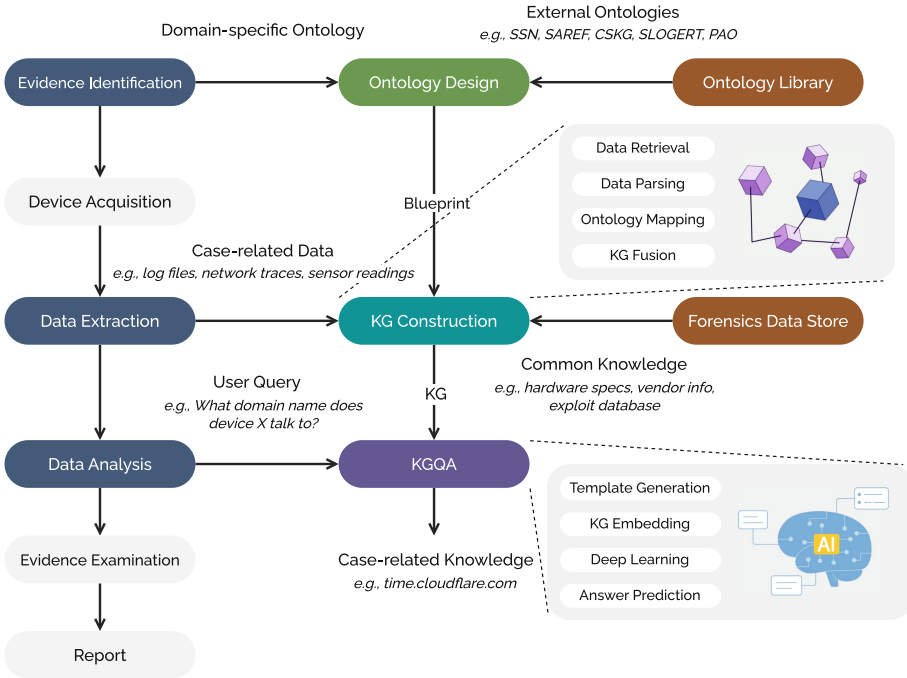 External Ontologies
Domain-specific Ontology
e.g., SSN, SAREF, CSKG, SLOGERT, PAO
Evidence Identification
Ontology Design
Ontology Library
Data Retrieval
Data Parsing
Ontology Mapping
KG Fusion
Device Acquisition
Blueprint
Case-related Data
e.g., log files, network traces, sensor readings
Data Extraction
KG Construction
Forensics Data Store
Common Knowledge
e.g., hardware specs, vendor info,
exploit database
User Query
e.g., What domain name does
device X talk to?
KG
Data Analysis
KGQA
Template Generation
KG Embedding
Deep Learning
Answer Prediction
AI
Evidence Examination
Case-related Knowledge
e.g., time.cloudflare.com
Report